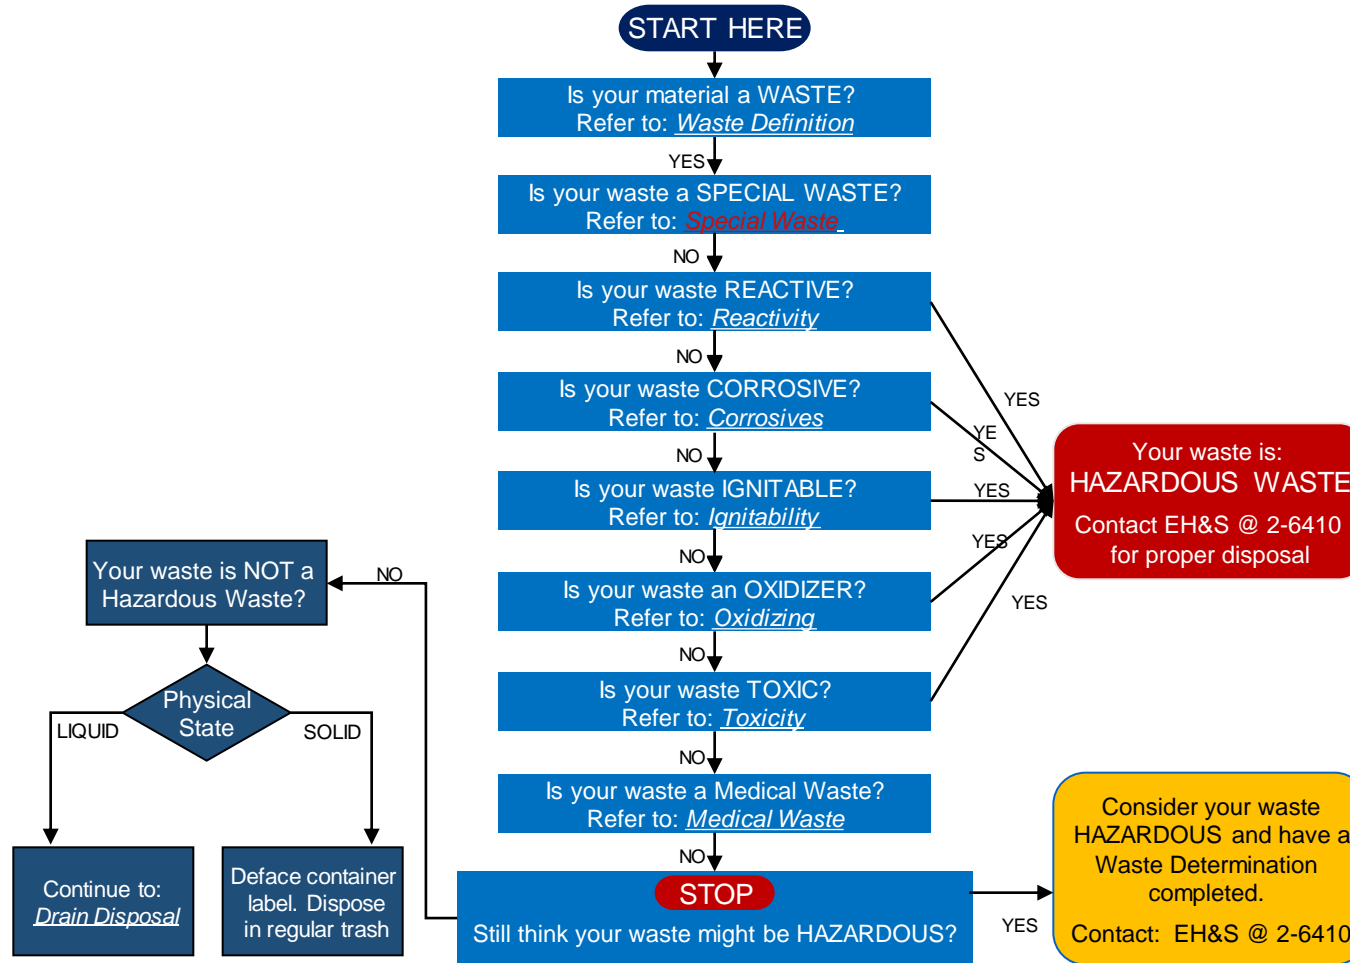 START HERE
Is your material a WASTE?
Refer to: Waste Definition
YES
Is your waste a SPECIAL WASTE?
Refer to: Special Waste
NO
Is your waste REACTIVE?
Refer to: Reactivity
YES
NO
Is your waste CORROSIVE?
Refer to: Corrosives
YE
S
NO
Is your waste IGNITABLE?
Refer to: Ignitability
YES
NO
Is your waste an OXIDIZER?
Refer to: Oxidizing
YES
NO
Is your waste TOXIC?
Refer to: Toxicity
YES
NO
Your waste is:
HAZARDOUS WASTE
Contact EH&S @ 2-6410
for proper disposal
Is your waste a Medical Waste?
Refer to: Medical Waste
NO
STOP
Still think your waste might be HAZARDOUS?
YES
Consider your waste
HAZARDOUS and have a
Waste Determination
completed.
Contact: EH&S @ 2-6410
NO
Your waste is NOT a
Hazardous Waste?
Physical
State
LIQUID
SOLID
Continue to:
Drain Disposal
Deface container
label. Dispose
in regular trash